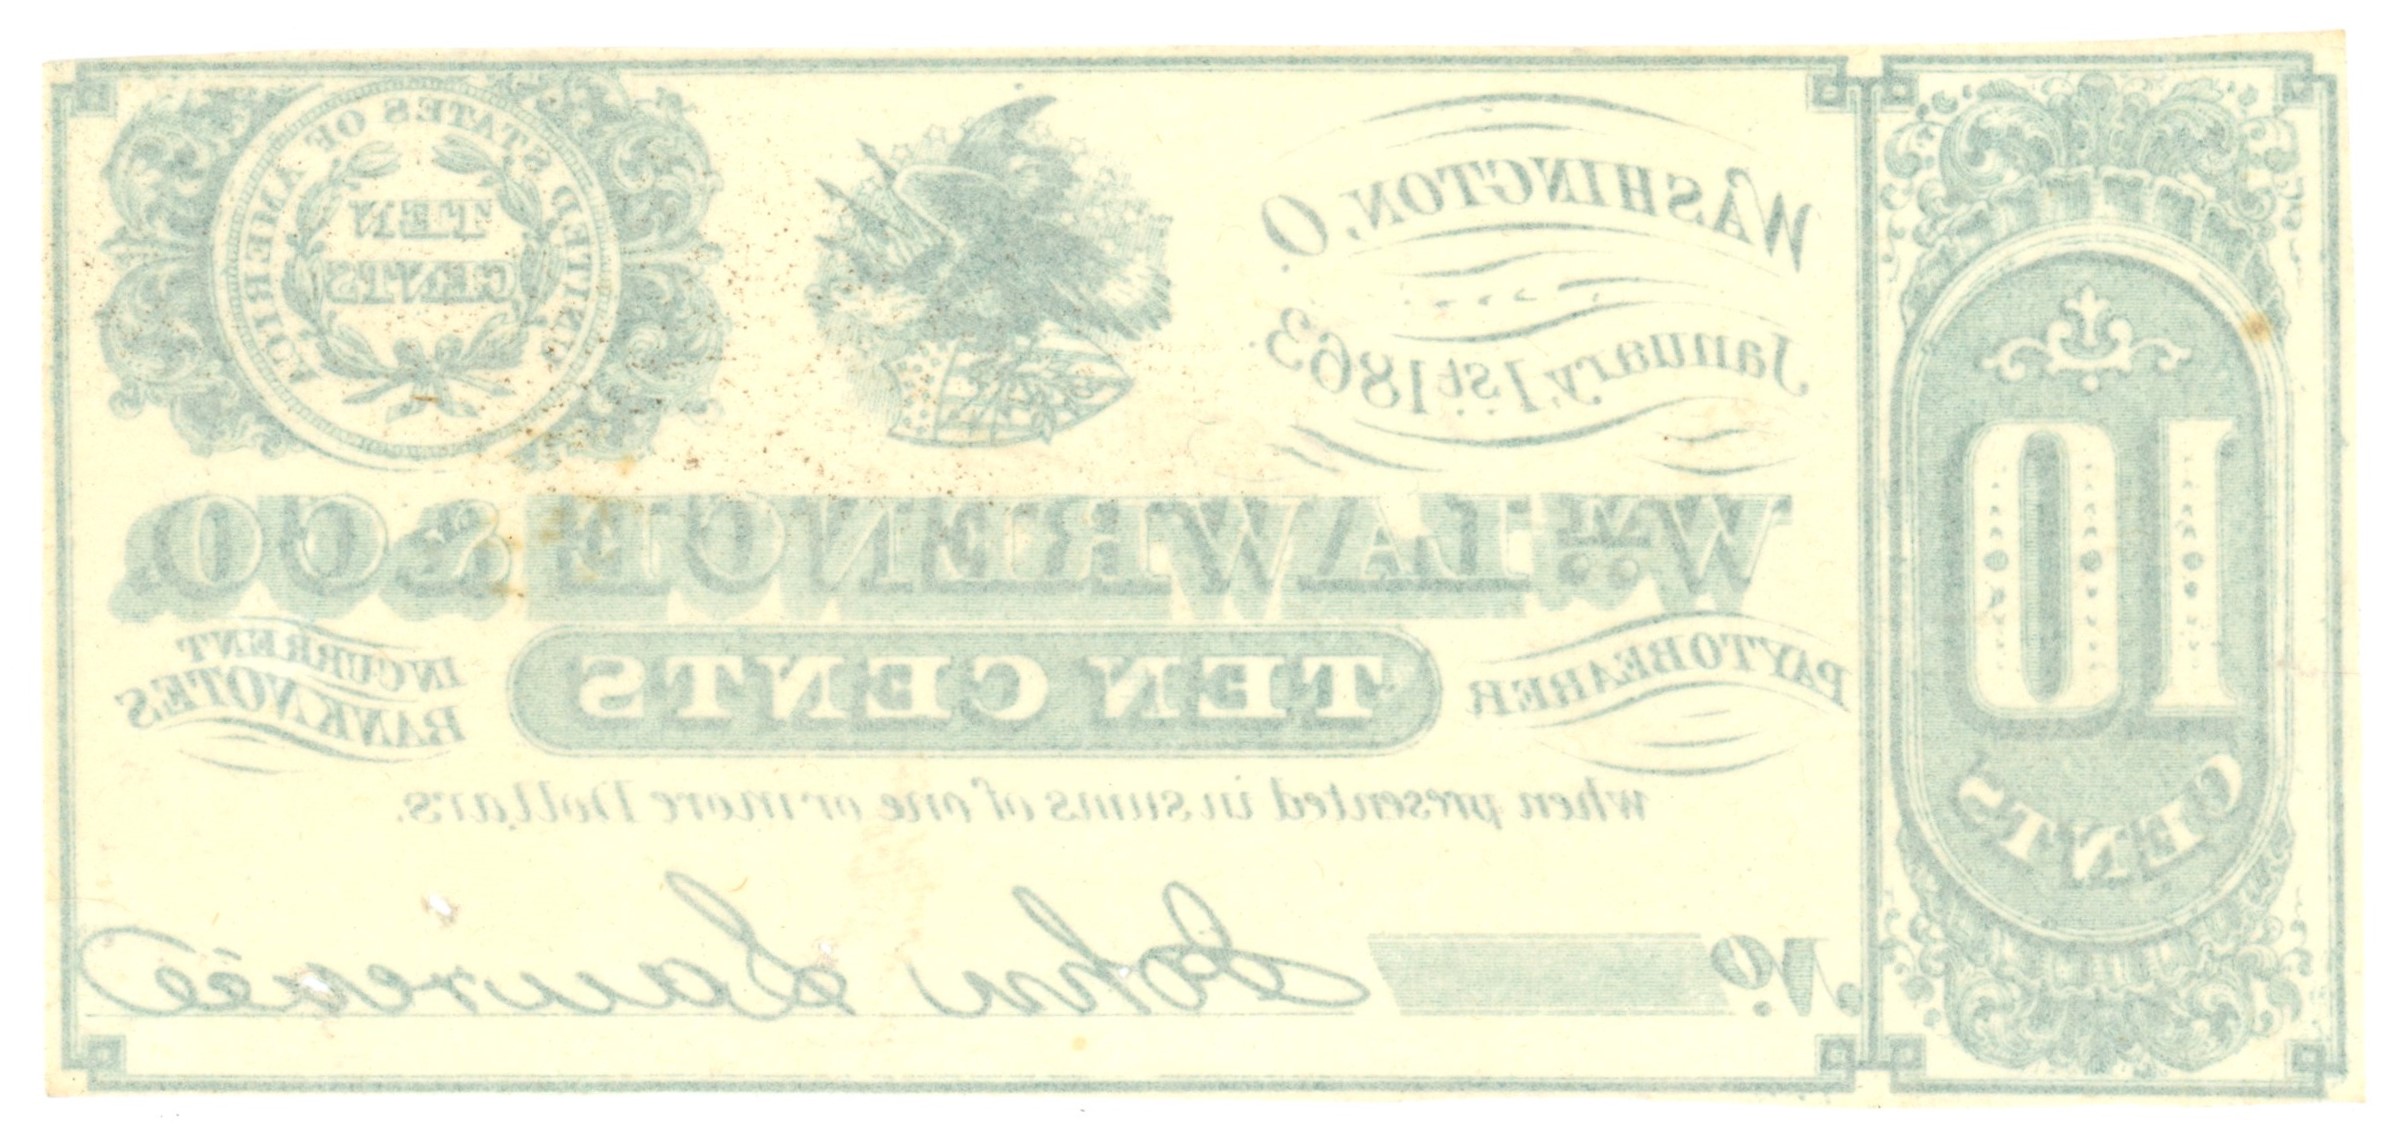 UNITED STATES OF AMERICA
TEN
CENTS
WASHINGTON, O.
January, 1st, 1863.
WM. LAWRENCE & CO.
PAY TO BEARER
TEN CENTS
IN CURRENT
BANK NOTES
when presented in sums of one or more Dollars.
No.
John Lawrence
10
CENTS